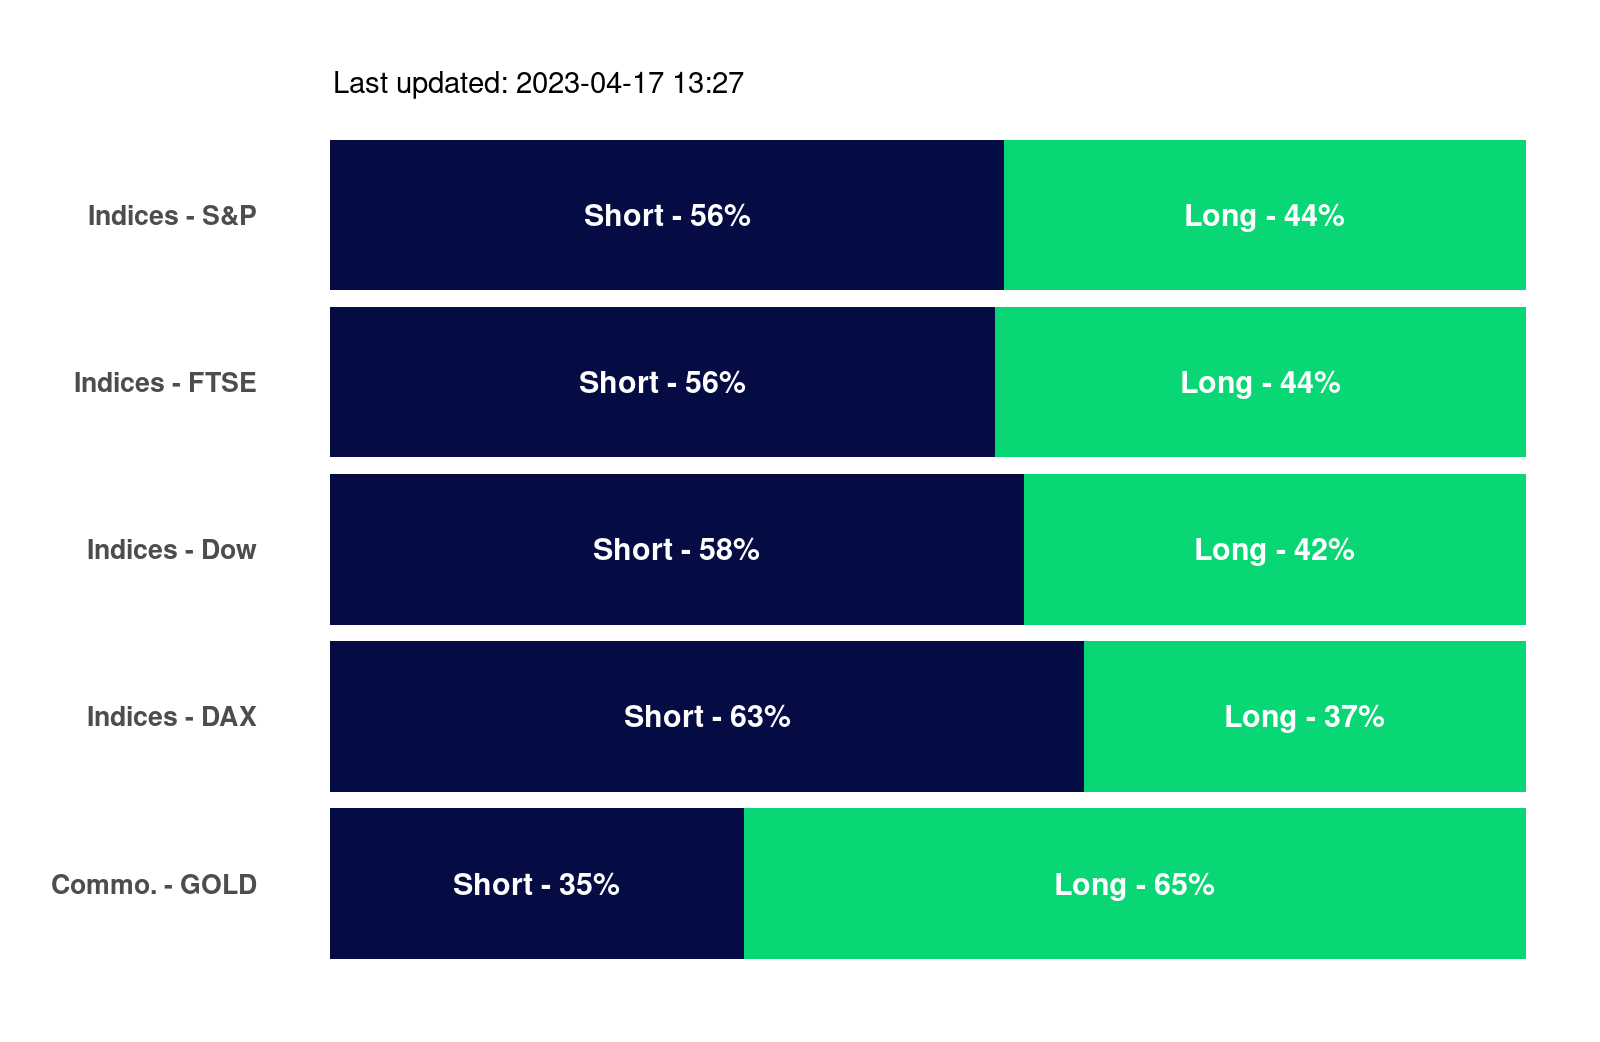 Last updated: 2023-04-17 13:27
Indices - S&P Short - 56% Long - 44%
Indices - FTSE Short - 56% Long - 44%
Indices - Dow Short - 58% Long - 42%
Indices - DAX Short - 63% Long - 37%
Commo. - GOLD Short - 35% Long - 65%